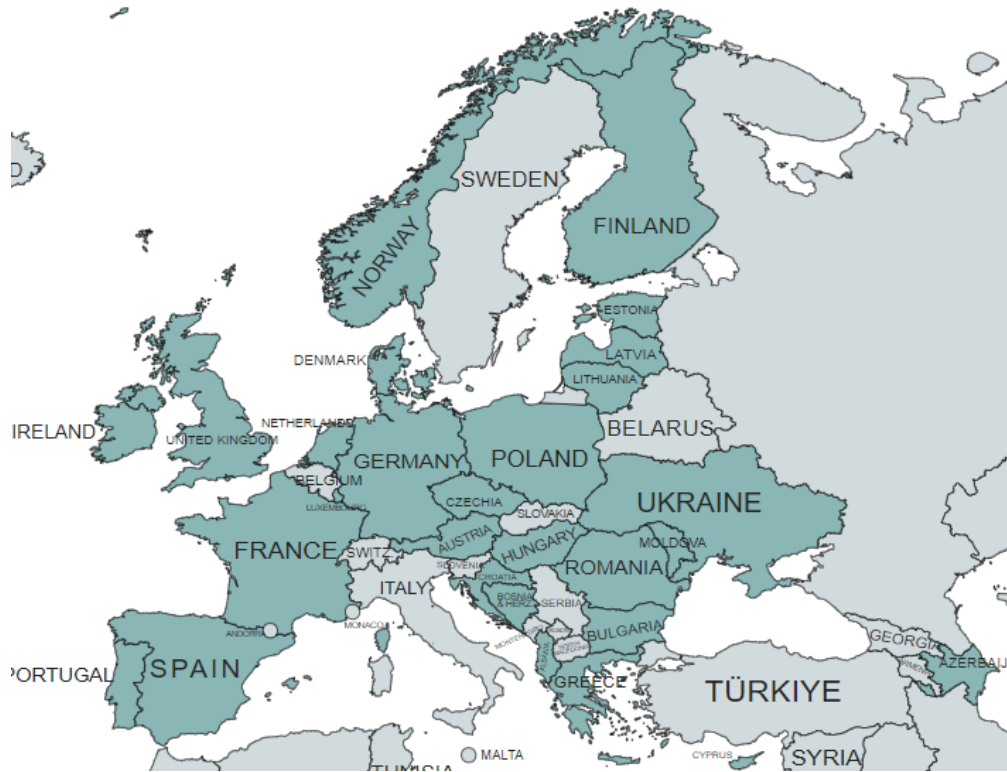 D
SWEDEN
FINLAND
NORWAY
ESTONIA
DENMARK
LATVIA
LITHUANIA
IRELAND
NETHERLANDS
UNITED KINGDOM
BELARUS
GERMANY
POLAND
BELGIUM
CZECHIA
UKRAINE
LUXEMBOURG
SLOVAKIA
FRANCE
SWITZ.
AUSTRIA
HUNGARY
MOLDOVA
SLOVENIA
ROMANIA
CROATIA
ITALY
BOSNIA
& HERZ.
SERBIA
MONACO
ANDORRA
MONTENEGRO
BULGARIA
GEORGIA
PORTUGAL
SPAIN
ALBANIA
GREECE
TÜRKIYE
AZERBAIJ
MALTA
CYPRUS
SYRIA
TUNISIA